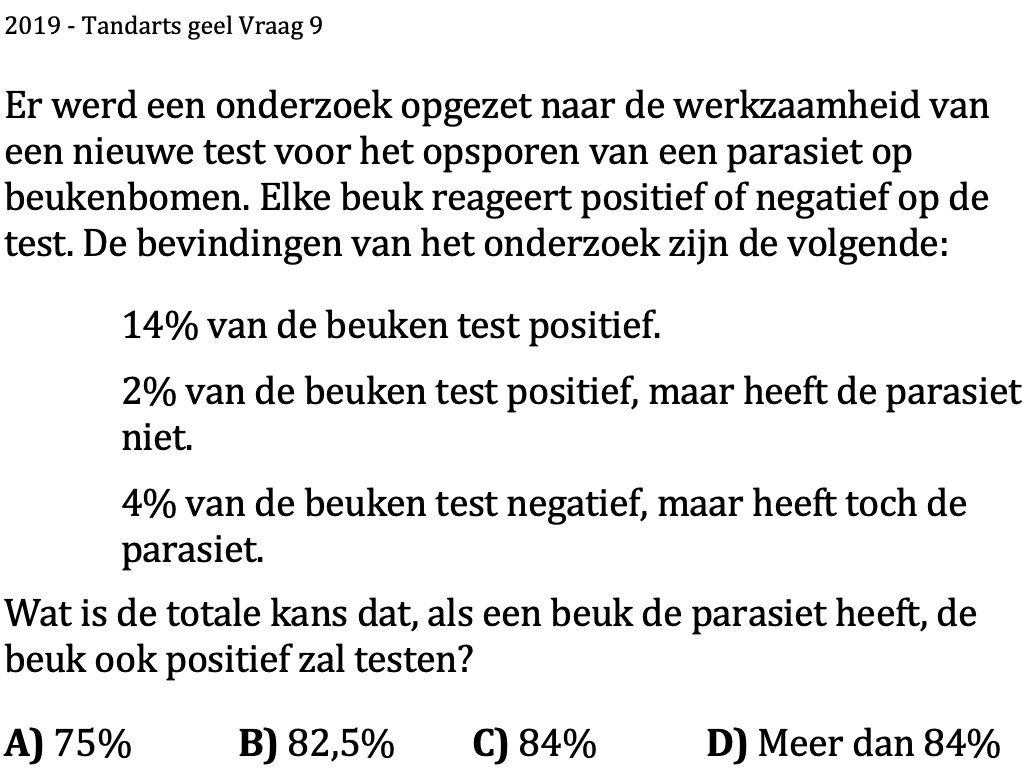 2019 - Tandarts geel Vraag 9
Er werd een onderzoek opgezet naar de werkzaamheid van
een nieuwe test voor het opsporen van een parasiet op
beukenbomen. Elke beuk reageert positief of negatief op de
test. De bevindingen van het onderzoek zijn de volgende:
14% van de beuken test positief.
2% van de beuken test positief, maar heeft de parasiet
niet.
4% van de beuken test negatief, maar heeft toch de
parasiet.
Wat is de totale kans dat, als een beuk de parasiet heeft, de
beuk ook positief zal testen?
A) 75% B) 82,5% C) 84% D) Meer dan 84%